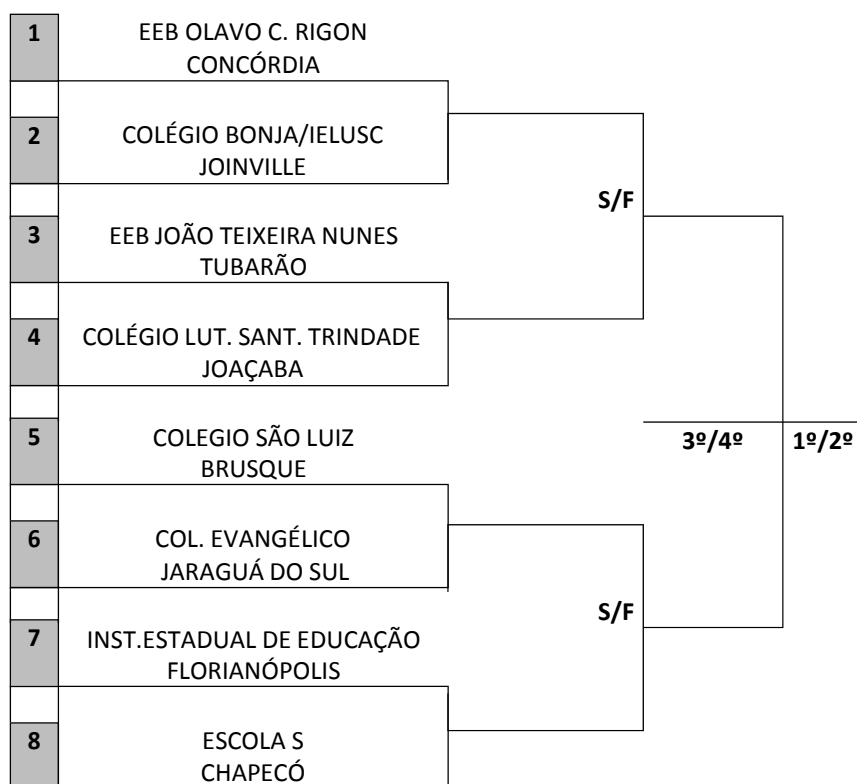 1
EEB OLAVO C. RIGON
CONCÓRDIA
2
COLÉGIO BONJA/IELUSC
JOINVILLE
S/F
3
EEB JOÃO TEIXEIRA NUNES
TUBARÃO
4
COLÉGIO LUT. SANT. TRINDADE
JOAÇABA
5
COLEGIO SÃO LUIZ
BRUSQUE
3º/4º
1º/2º
6
COL. EVANGÉLICO
JARAGUÁ DO SUL
S/F
7
INST.ESTADUAL DE EDUCAÇÃO
FLORIANÓPOLIS
8
ESCOLA S
CHAPECÓ